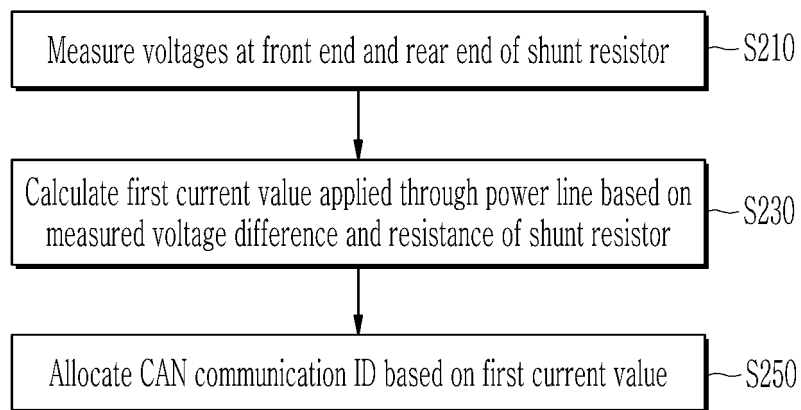 Measure voltages at front end and rear end of shunt resistor
S210
Calculate first current value applied through power line based on
measured voltage difference and resistance of shunt resistor
S230
Allocate CAN communication ID based on first current value
S250